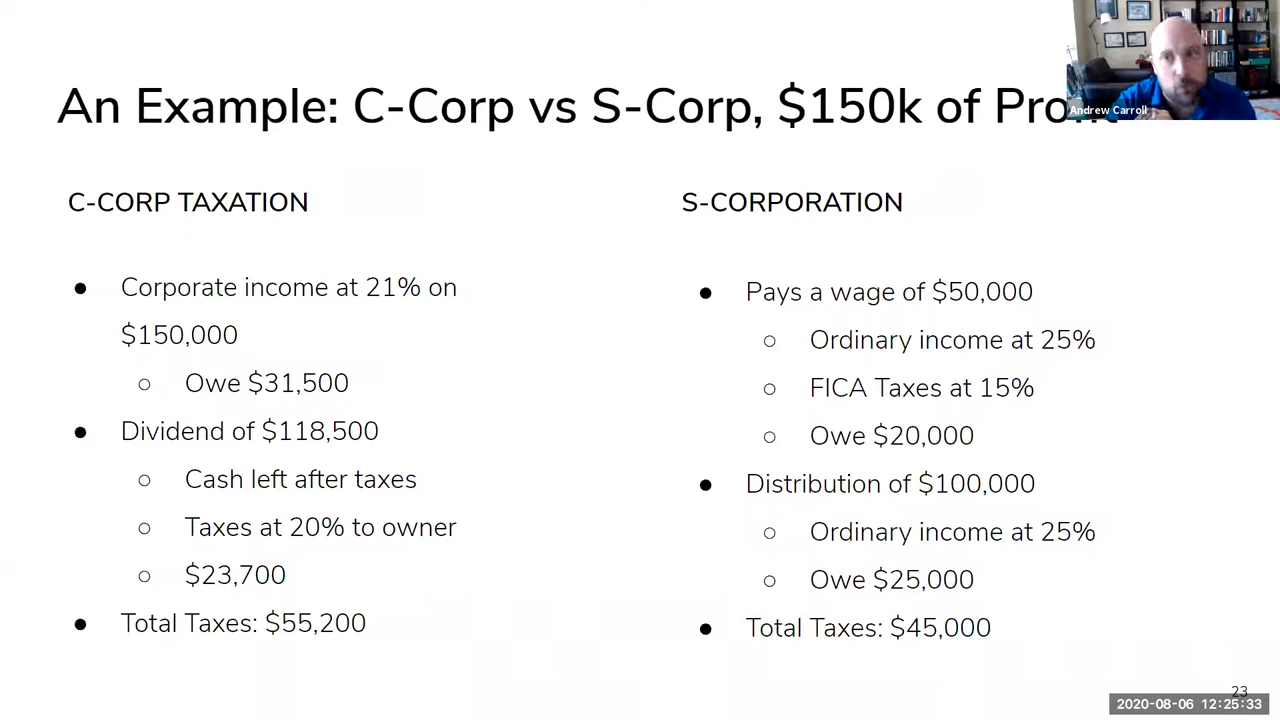 An Example: C-Corp vs S-Corp, $150k of
Andrew Carroll
C-CORP TAXATION
● Corporate income at 21% on
$150,000
○ Owe $31,500
● Dividend of $118,500
○ Cash left after taxes
○ Taxes at 20% to owner
○ $23,700
● Total Taxes: $55,200
S-CORPORATION
● Pays a wage of $50,000
○ Ordinary income at 25%
○ FICA Taxes at 15%
○ Owe $20,000
● Distribution of $100,000
○ Ordinary income at 25%
○ Owe $25,000
● Total Taxes: $45,000
23
2020-08-06 12:25:33